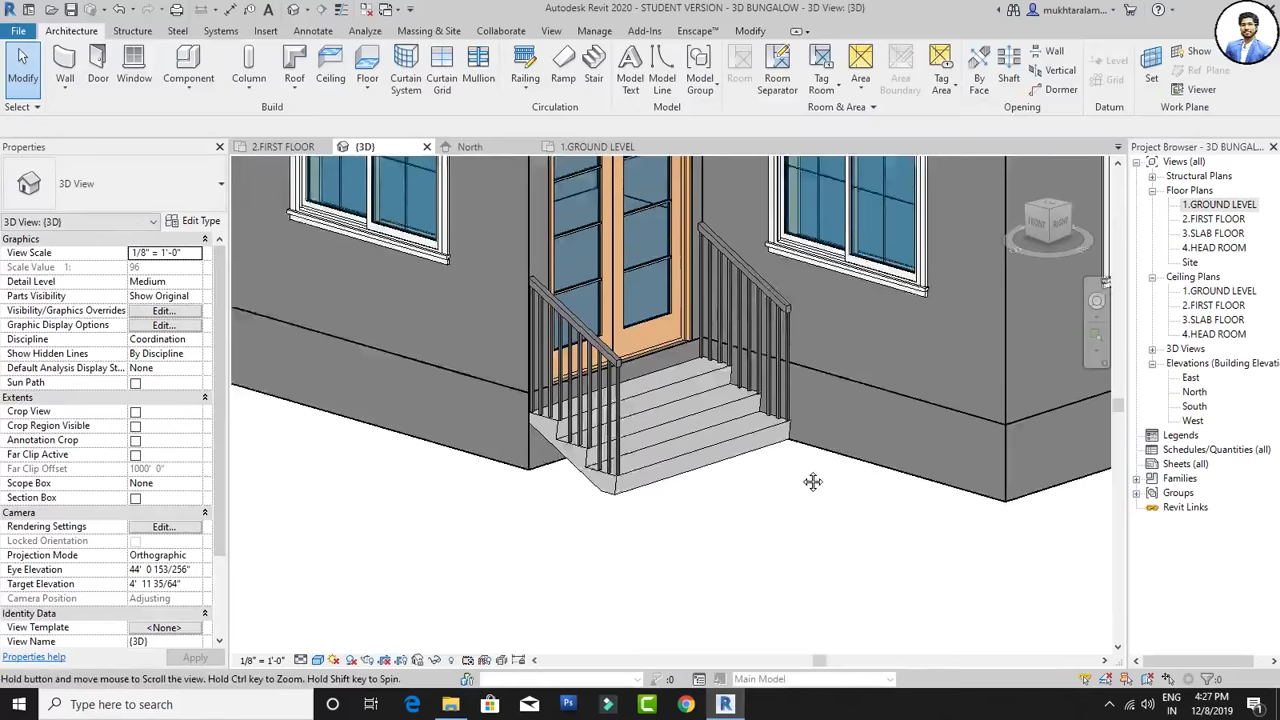 Autodesk Revit 2020 - STUDENT VERSION - 3D BUNGALOW - 3D View: {3D}
mukhtaralam...
File Architecture Structure Steel Systems Insert Annotate Analyze Massing & Site Collaborate View Manage Add-Ins Enscape™ Modify
Modify Wall Door Window Component Column Roof Ceiling Floor Curtain System Curtain Grid Mullion Railing Ramp Stair Model Text Model Line Model Group Room Room Separator Tag Room Area Area Boundary Tag Area By Face Shaft Wall Vertical Dormer Level Grid Set Show Ref Plane Viewer
Select Build Circulation Model Room & Area Opening Datum Work Plane
Properties
2.FIRST FLOOR {3D} North 1.GROUND LEVEL
Project Browser - 3D BUNGAL...
3D View
3D View: {3D} Edit Type
Graphics
View Scale 1/8" = 1'-0"
Scale Value 1: 96
Detail Level Medium
Parts Visibility Show Original
Visibility/Graphics Overrides Edit...
Graphic Display Options Edit...
Discipline Coordination
Show Hidden Lines By Discipline
Default Analysis Display St... None
Sun Path
Extents
Crop View
Crop Region Visible
Annotation Crop
Far Clip Active
Far Clip Offset 1000' 0"
Scope Box None
Section Box
Camera
Rendering Settings Edit...
Locked Orientation
Projection Mode Orthographic
Eye Elevation 44' 0 153/256"
Target Elevation 4' 11 35/64"
Camera Position Adjusting
Identity Data
View Template <None>
View Name {3D}
Properties help Apply
FRONT RIGHT
Views (all)
Structural Plans
Floor Plans
1.GROUND LEVEL
2.FIRST FLOOR
3.SLAB FLOOR
4.HEAD ROOM
Site
Ceiling Plans
1.GROUND LEVEL
2.FIRST FLOOR
3.SLAB FLOOR
4.HEAD ROOM
3D Views
Elevations (Building Elevation)
East
North
South
West
Legends
Schedules/Quantities (all)
Sheets (all)
Families
Groups
Revit Links
1/8" = 1'-0"
Hold button and move mouse to Scroll the view. Hold Ctrl key to Zoom. Hold Shift key to Spin.
:0 Main Model :0
Type here to search
ENG 4:27 PM
IN 12/8/2019